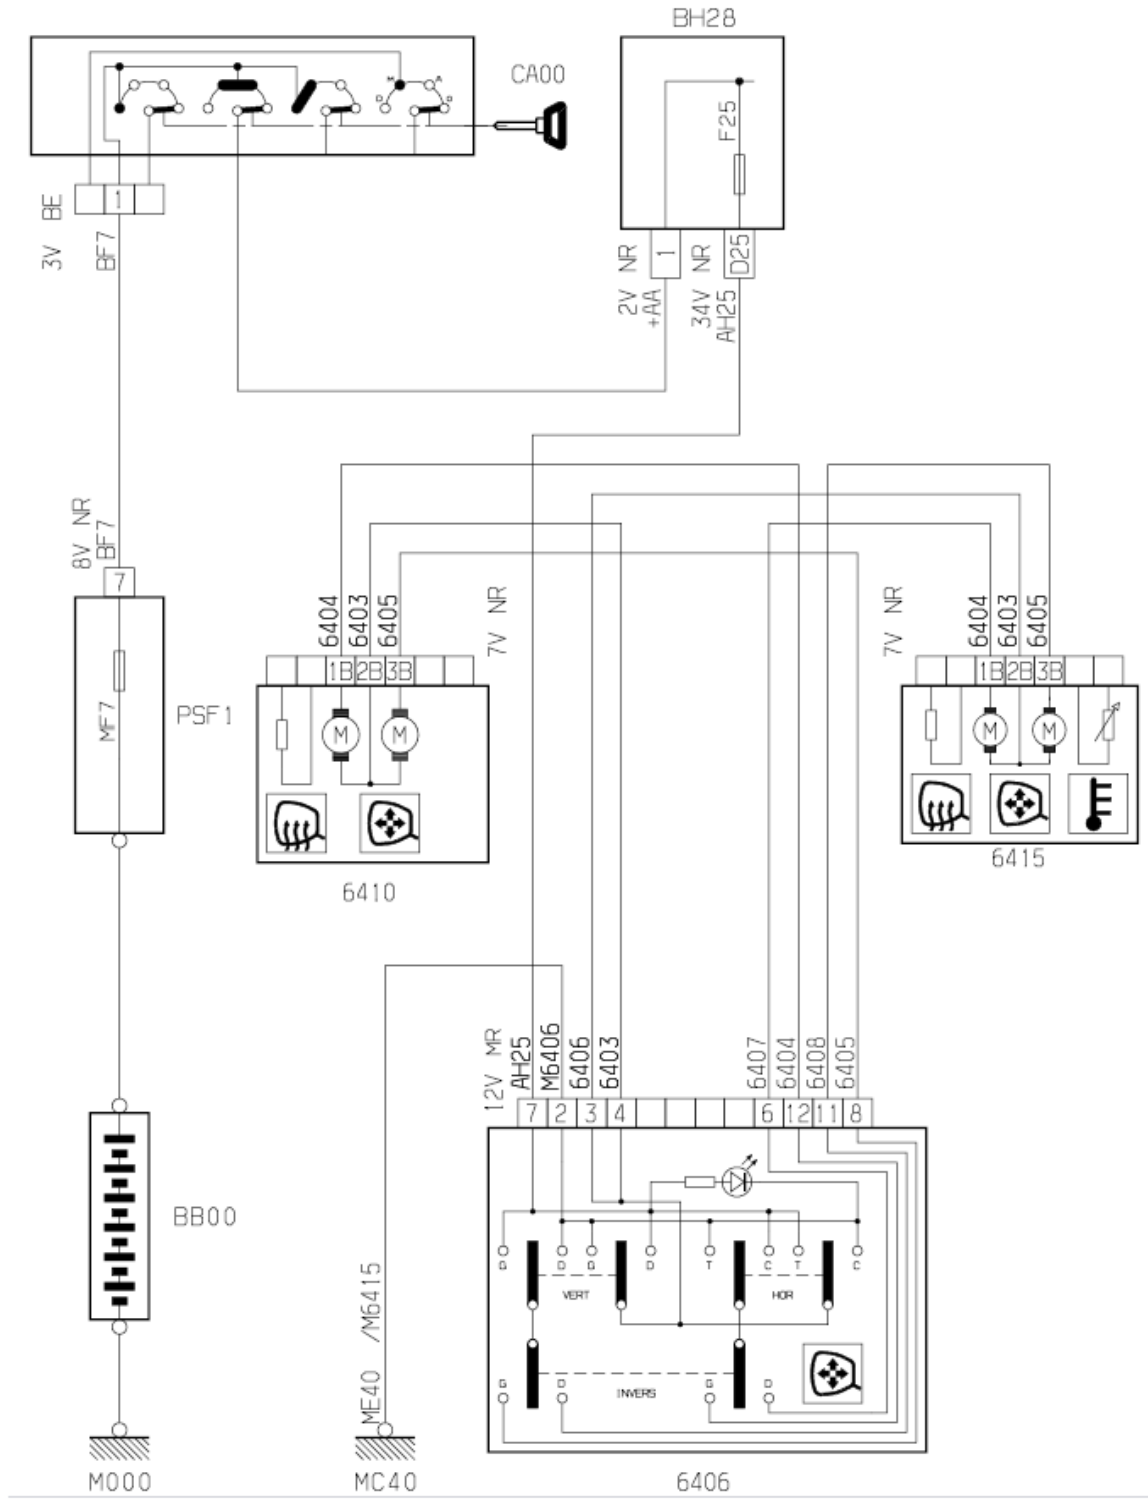 BH28
CA00
M A
D D
F25
1
3V BE
BF7
1
D25
2V NR
+AA
34V NR
AH25
8V NR
BF7
7
MF7
PSF1
6404
6403
6405
7V NR
1B 2B 3B
M M
6410
7V NR
6404
6403
6405
1B 2B 3B
M M
6415
12V MR
AH25
M6406
6406
6403
6407
6404
6408
6405
7 2 3 4 6 12 11 8
BB00
ME40 /M6415
VERT
HOR
T C T C
INVERS
M000
MC40
6406